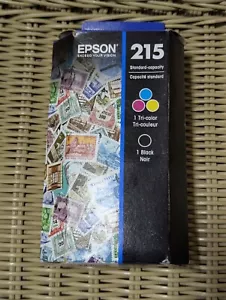 EPSON
EXCEED YOUR VISION
215
Standard-capacity
Capacité standard
1 Tri-color
Tri-couleur
1 Black
Noir